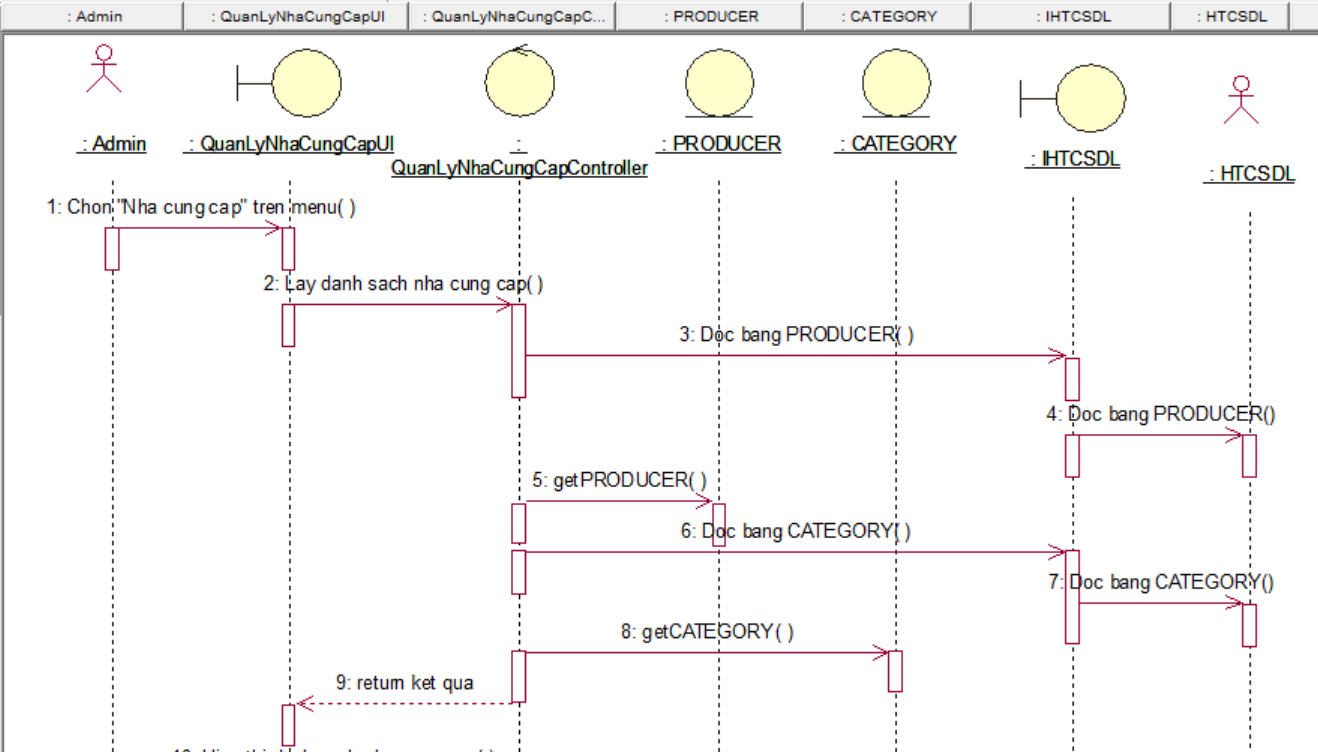 : Admin
: QuanLyNhaCungCapUI
: QuanLyNhaCungCapC...
: PRODUCER
: CATEGORY
: IHTCSDL
: HTCSDL
: Admin
: QuanLyNhaCungCapUI
:
QuanLyNhaCungCapController
: PRODUCER
: CATEGORY
: IHTCSDL
: HTCSDL
1: Chon "Nha cung cap" tren menu( )
2: Lay danh sach nha cung cap( )
3: Doc bang PRODUCER( )
4: Doc bang PRODUCER()
5: getPRODUCER( )
6: Doc bang CATEGORY( )
7: Doc bang CATEGORY()
8: getCATEGORY( )
9: return ket qua